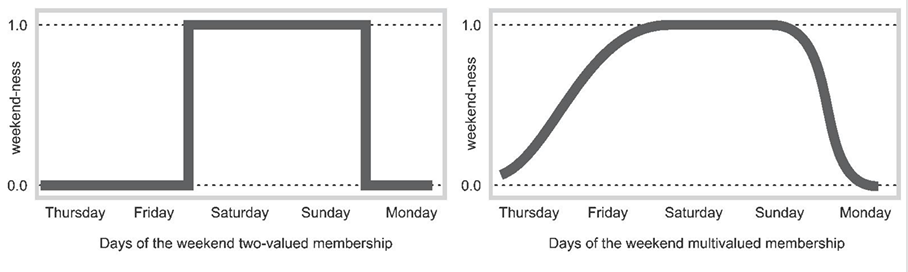 1.0
weekend-ness
0.0
Thursday Friday Saturday Sunday Monday
Days of the weekend two-valued membership
1.0
weekend-ness
0.0
Thursday Friday Saturday Sunday Monday
Days of the weekend multivalued membership